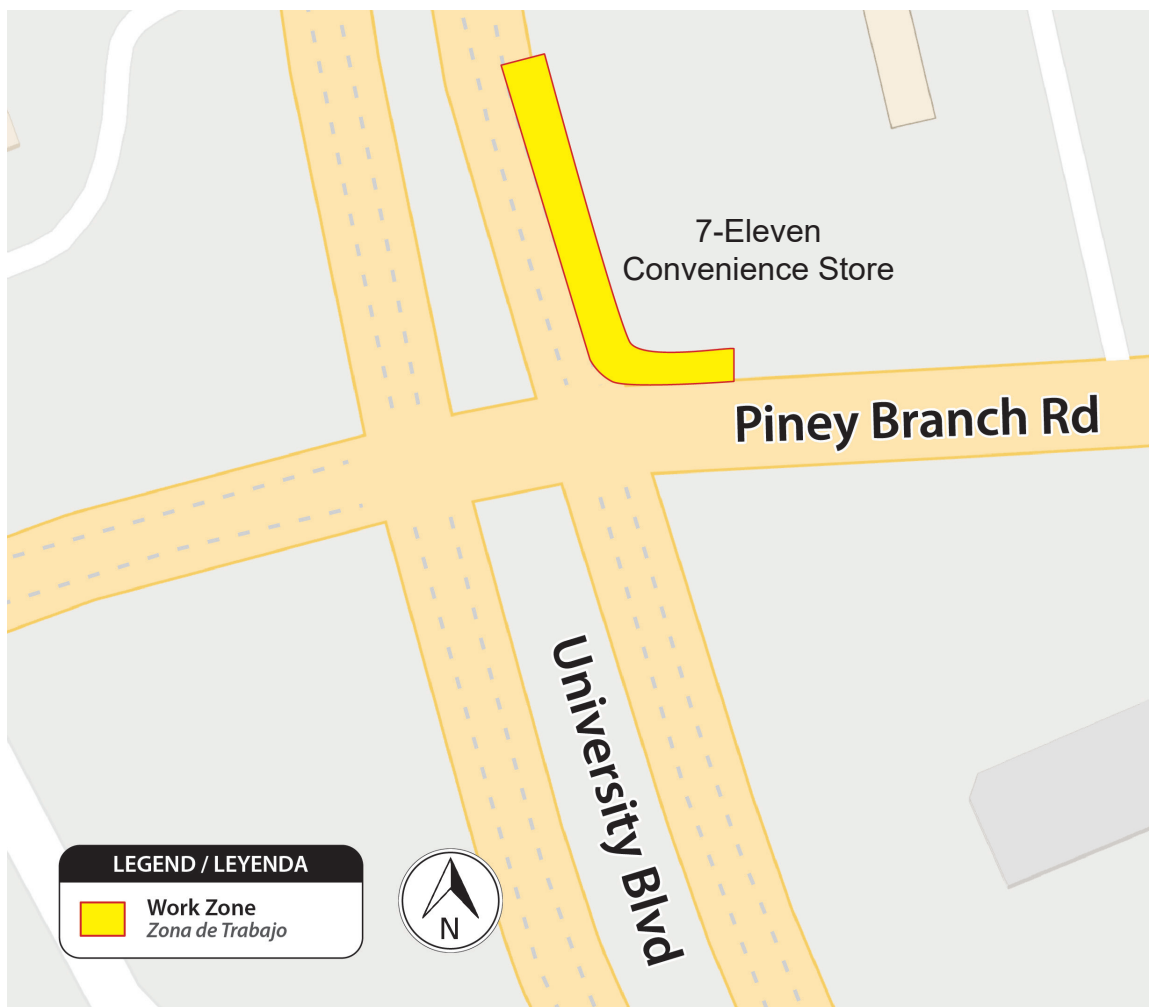 7-Eleven
Convenience Store
Piney Branch Rd
University Blvd
LEGEND / LEYENDA
Work Zone
Zona de Trabajo
N